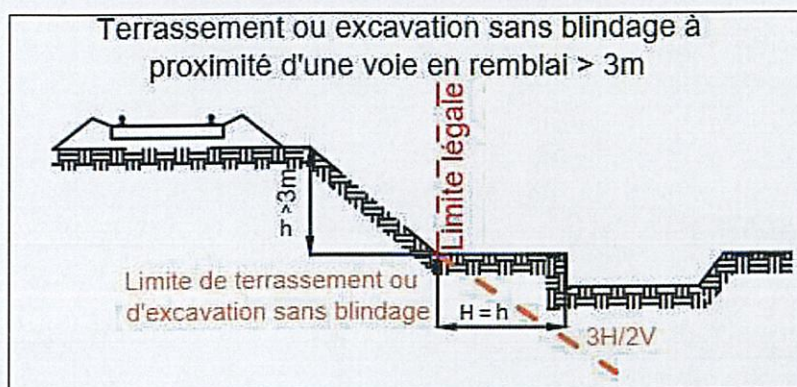 Terrassement ou excavation sans blindage à
proximité d'une voie en remblai > 3m
Limite légale
h >3m
Limite de terrassement ou
d'excavation sans blindage
H = h
3H/2V